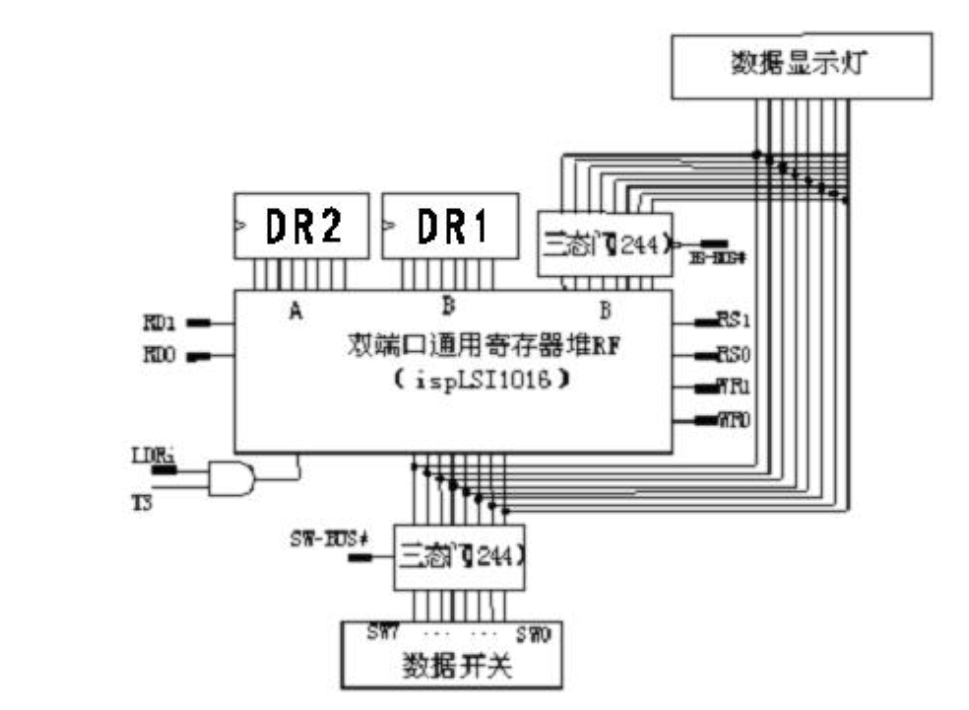 数据显示灯
DR2
DR1
三态门(244)
A
B
B
RD1
RD0
双端口通用寄存器堆RF
(ispLSI1016)
RS1
RS0
WR1
WR0
LDRi
T3
SW-BUS#
三态门(244)
SW7 ... ... SW0
数据开关